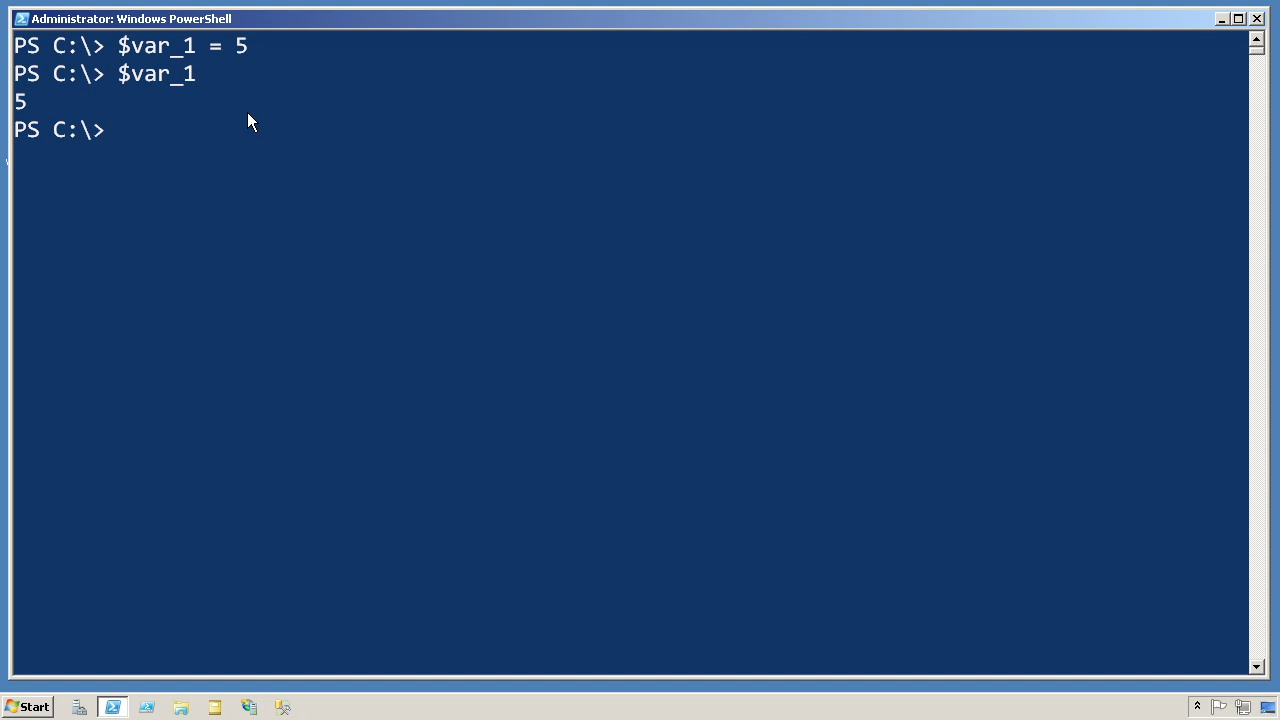 Administrator: Windows PowerShell
PS C:\> $var_1 = 5
PS C:\> $var_1
5
PS C:\>
Start